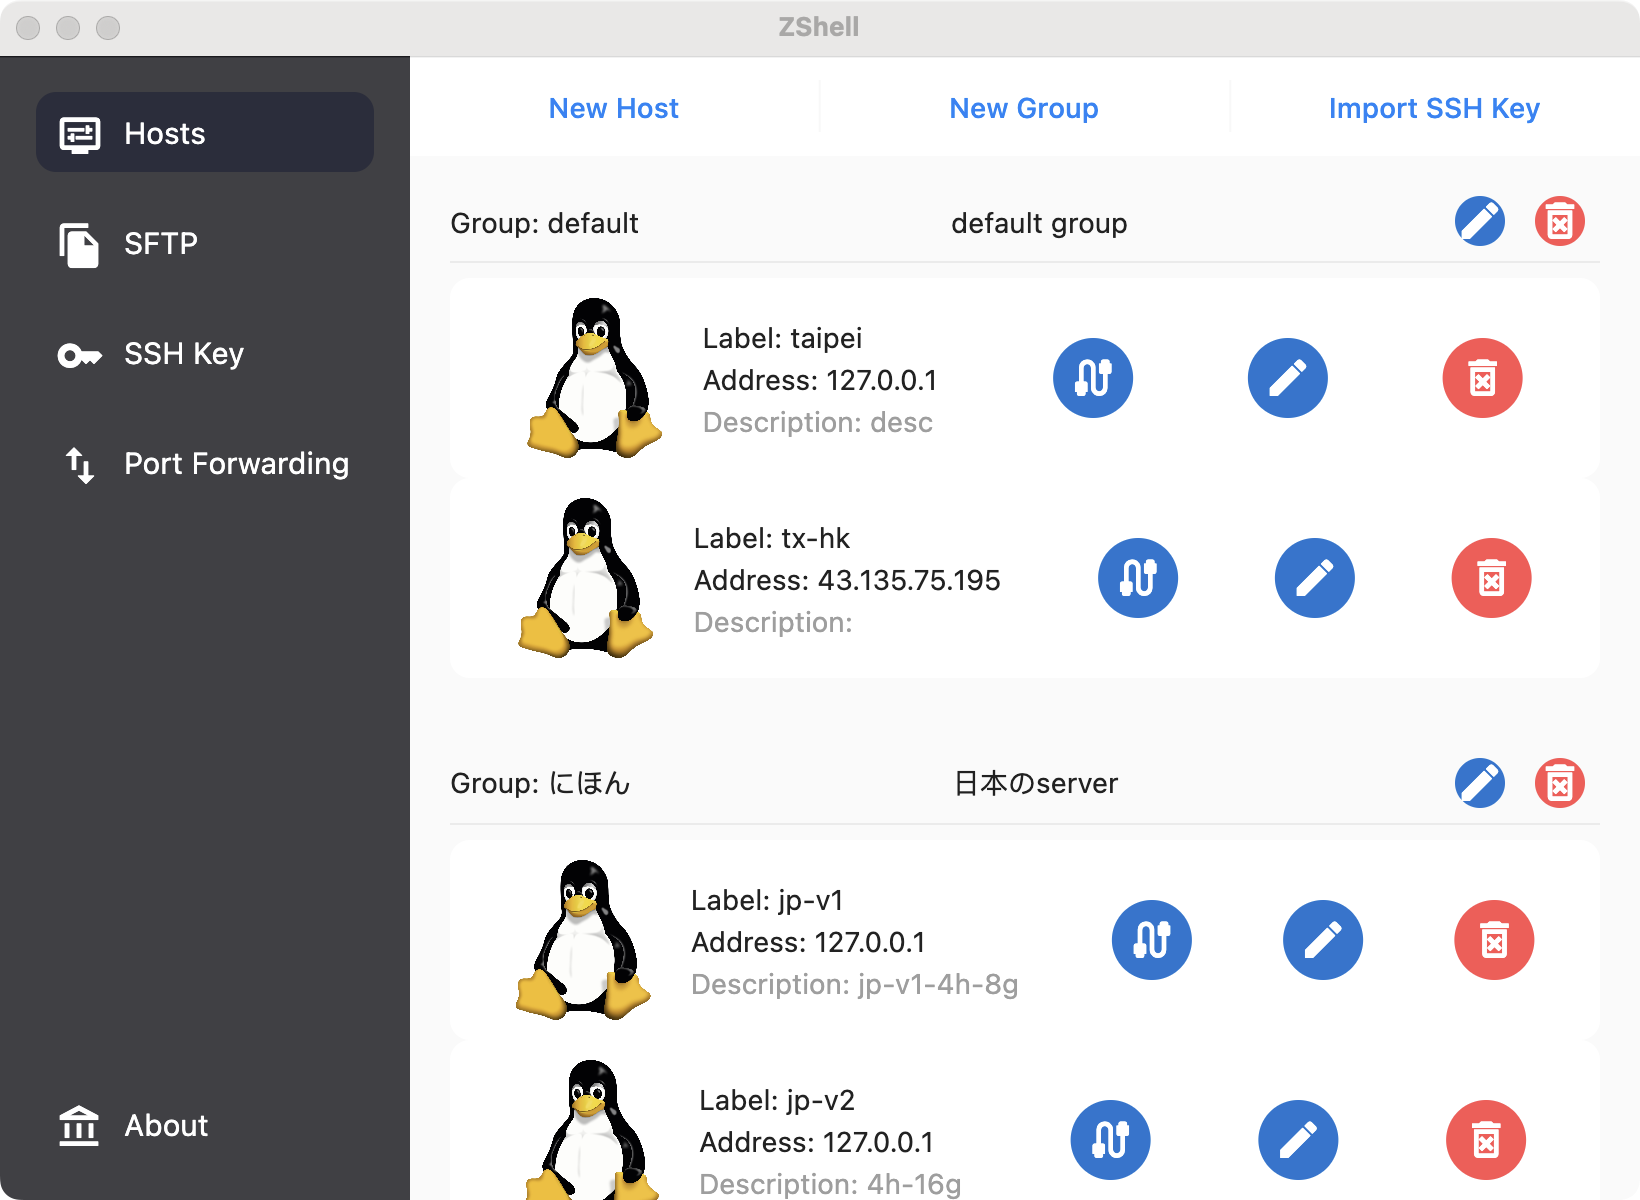 ZShell
Hosts
SFTP
SSH Key
Port Forwarding
About
New Host
New Group
Import SSH Key
Group: default
default group
Label: taipei
Address: 127.0.0.1
Description: desc
Label: tx-hk
Address: 43.135.75.195
Description:
Group: にほん
日本のserver
Label: jp-v1
Address: 127.0.0.1
Description: jp-v1-4h-8g
Label: jp-v2
Address: 127.0.0.1
Description: 4h-16g